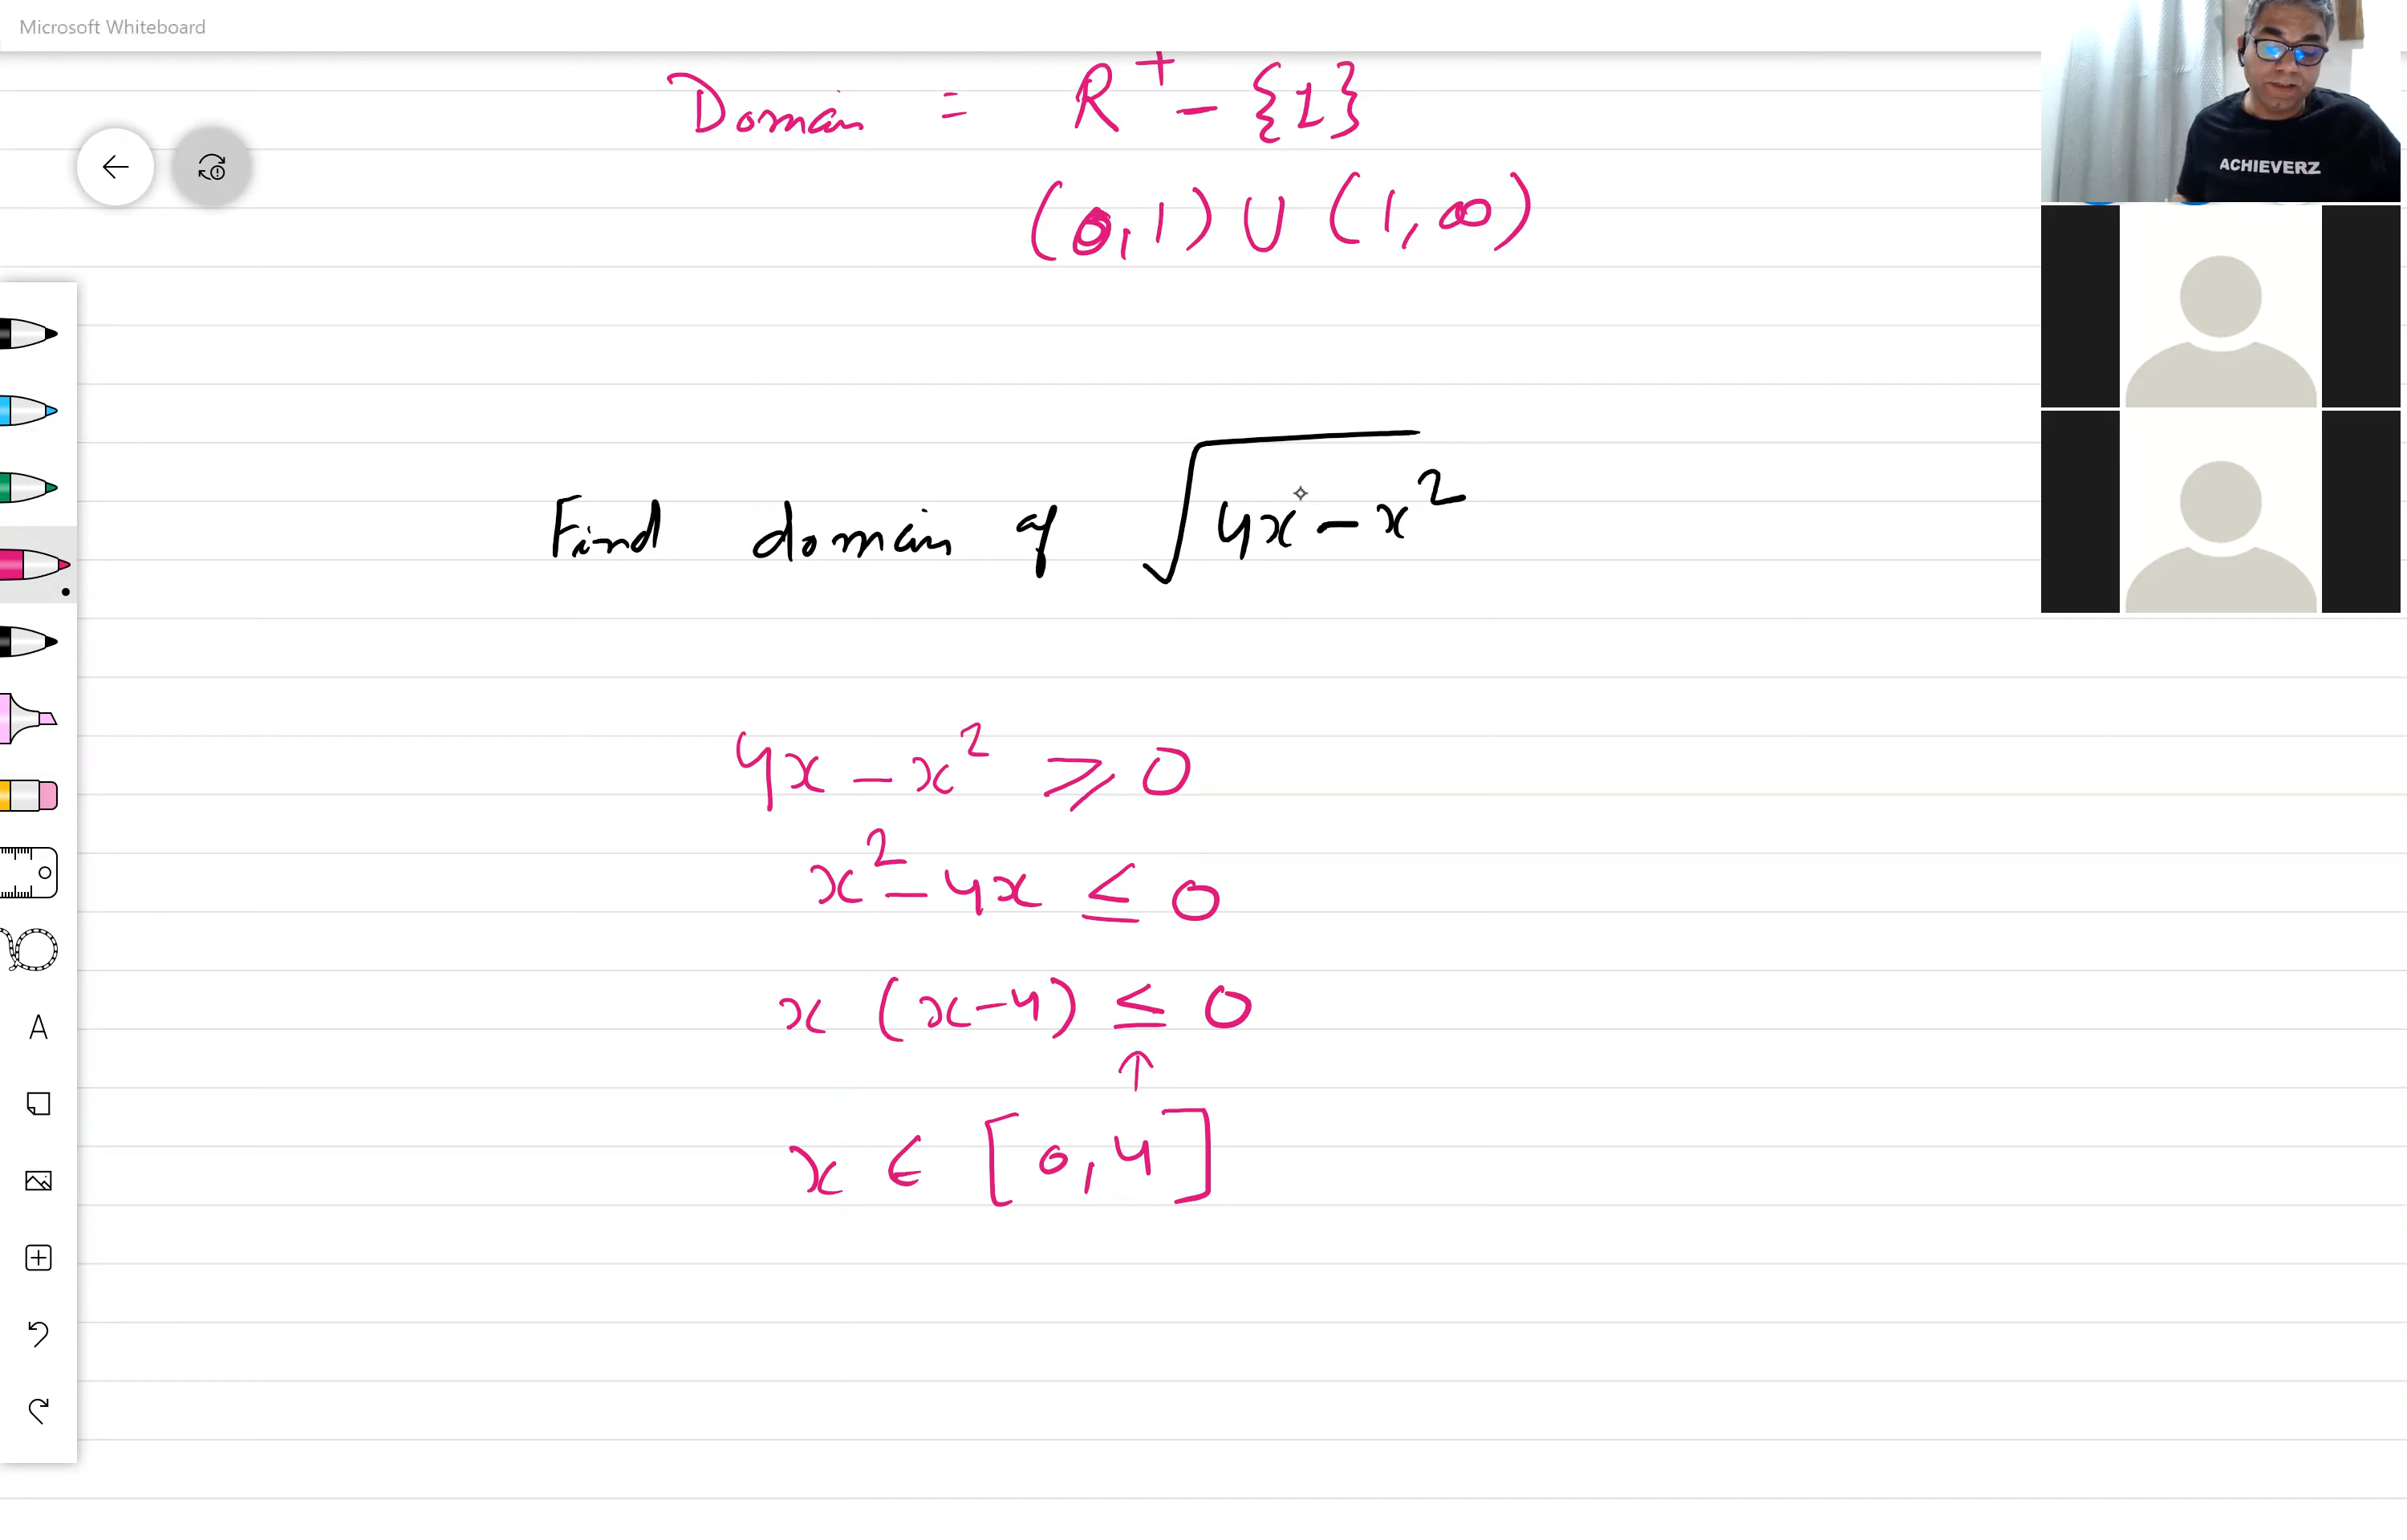 Microsoft Whiteboard
Domain = R⁺ - {1}
(0,1) ∪ (1,∞)
ACHIEVERZ
Find domain of √(4x - x²)
4x - x² ⩾ 0
x² - 4x ≤ 0
x (x-4) ≤ 0
↑
x ∈ [0,4]
A